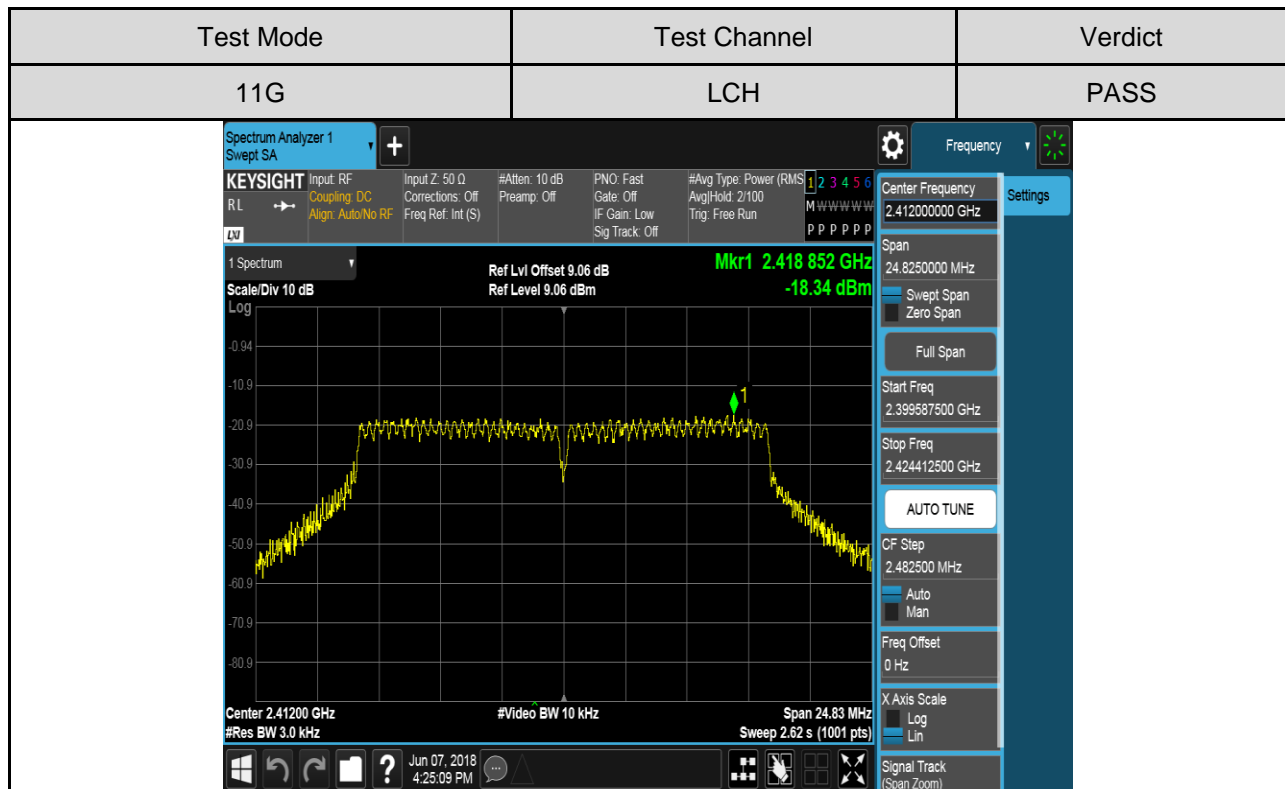 Test Mode Test Channel Verdict
11G LCH PASS
Spectrum Analyzer 1
Swept SA
+
Frequency
KEYSIGHT Input: RF Input Z: 50 Ω #Atten: 10 dB PNO: Fast #Avg Type: Power (RMS 1 2 3 4 5 6
RL Coupling: DC Corrections: Off Preamp: Off Gate: Off Avg|Hold: 2/100 M W W W W W
Align: Auto/No RF Freq Ref: Int (S) IF Gain: Low Trig: Free Run
LXI Sig Track: Off P P P P P P
1 Spectrum
Ref Lvl Offset 9.06 dB
Mkr1 2.418 852 GHz
Scale/Div 10 dB Ref Level 9.06 dBm -18.34 dBm
Log
-0.94
-10.9
1
-20.9
-30.9
-40.9
-50.9
-60.9
-70.9
-80.9
Center 2.41200 GHz #Video BW 10 kHz Span 24.83 MHz
#Res BW 3.0 kHz Sweep 2.62 s (1001 pts)
? Jun 07, 2018
4:25:09 PM
Center Frequency
2.412000000 GHz
Settings
Span
24.8250000 MHz
Swept Span
Zero Span
Full Span
Start Freq
2.399587500 GHz
Stop Freq
2.424412500 GHz
AUTO TUNE
CF Step
2.482500 MHz
Auto
Man
Freq Offset
0 Hz
X Axis Scale
Log
Lin
Signal Track
(Span Zoom)